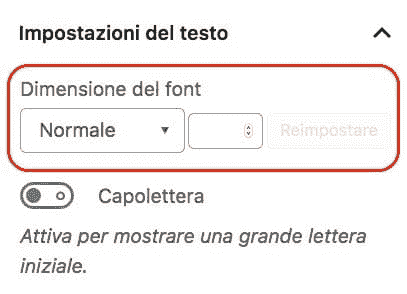 Impostazioni del testo
Dimensione del font
Normale Reimpostare
Capolettera
Attiva per mostrare una grande lettera
iniziale.